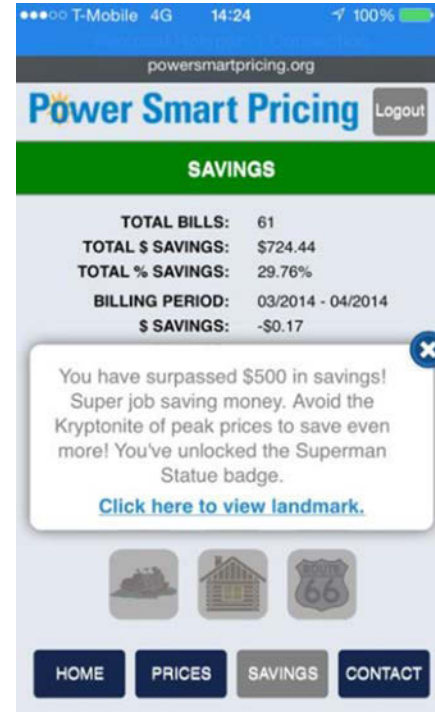 T-Mobile 4G 14:24 100%
powersmartpricing.org
Power Smart Pricing Logout
SAVINGS
TOTAL BILLS: 61
TOTAL $ SAVINGS: $724.44
TOTAL % SAVINGS: 29.76%
BILLING PERIOD: 03/2014 - 04/2014
$ SAVINGS: -$0.17
You have surpassed $500 in savings!
Super job saving money. Avoid the
Kryptonite of peak prices to save even
more! You've unlocked the Superman
Statue badge.
Click here to view landmark.
ROUTE
66
HOME PRICES SAVINGS CONTACT